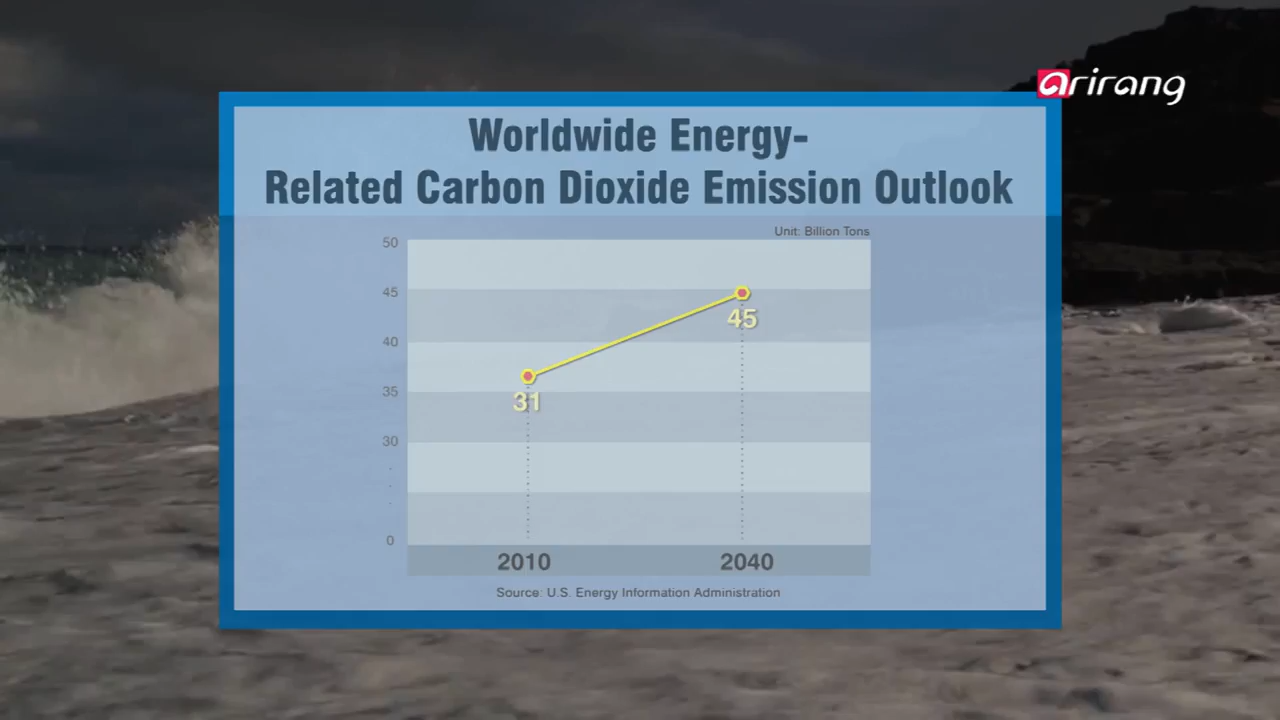 arirang
Worldwide Energy-
Related Carbon Dioxide Emission Outlook
Unit: Billion Tons
50
45
40
35
30
0
45
31
2010 2040
Source: U.S. Energy Information Administration